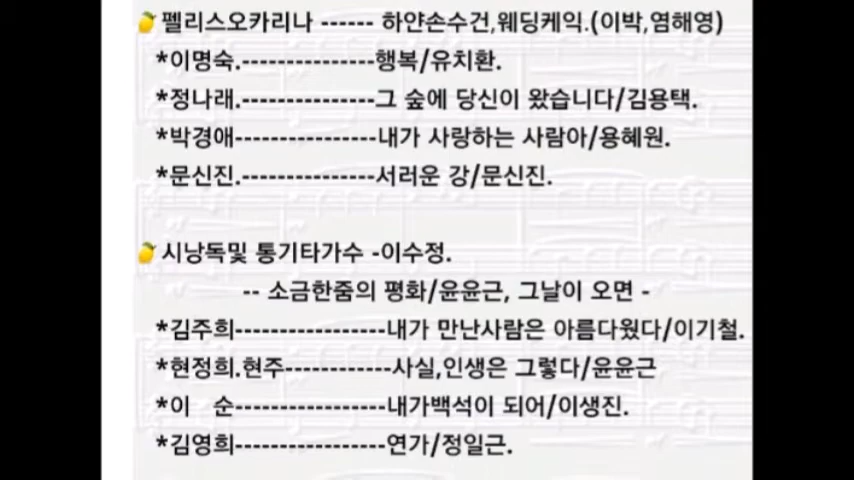 🍋펠리스오카리나 ------ 하얀손수건,웨딩케익.(이박,염해영)
*이명숙.---------------행복/유치환.
*정나래.---------------그 숲에 당신이 왔습니다/김용택.
*박경애----------------내가 사랑하는 사람아/용혜원.
*문신진.---------------서러운 강/문신진.
🍋시낭독및 통기타가수 -이수정.
-- 소금한줌의 평화/윤윤근, 그날이 오면 -
*김주희-----------------내가 만난사람은 아름다웠다/이기철.
*현정희.현주------------사실,인생은 그렇다/윤윤근
*이 순-----------------내가백석이 되어/이생진.
*김영희-----------------연가/정일근.